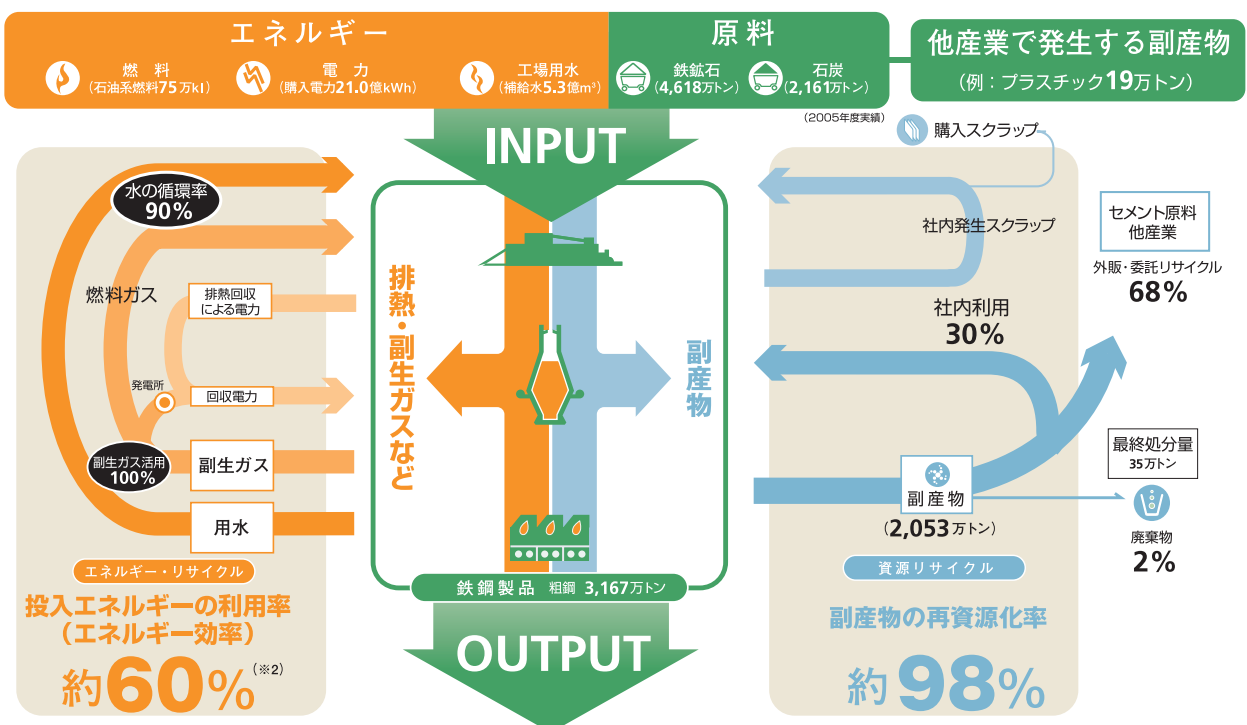 エネルギー
燃料
(石油系燃料75万kl)
電力
(購入電力21.0億kWh)
工場用水
(補給水5.3億m³)
原料
鉄鉱石
(4,618万トン)
石炭
(2,161万トン)
他産業で発生する副産物
(例：プラスチック19万トン)
(2005年度実績)
INPUT
購入スクラップ
水の循環率
90%
燃料ガス
排熱回収
による電力
発電所
回収電力
副生ガス活用
100%
副生ガス
用水
エネルギー・リサイクル
投入エネルギーの利用率
(エネルギー効率)
約60%(※2)
排熱・副生ガスなど
副産物
鉄鋼製品 粗鋼 3,167万トン
OUTPUT
社内発生スクラップ
セメント原料
他産業
外販・委託リサイクル
68%
社内利用
30%
副産物
(2,053万トン)
最終処分量
35万トン
廃棄物
2%
資源リサイクル
副産物の再資源化率
約98%